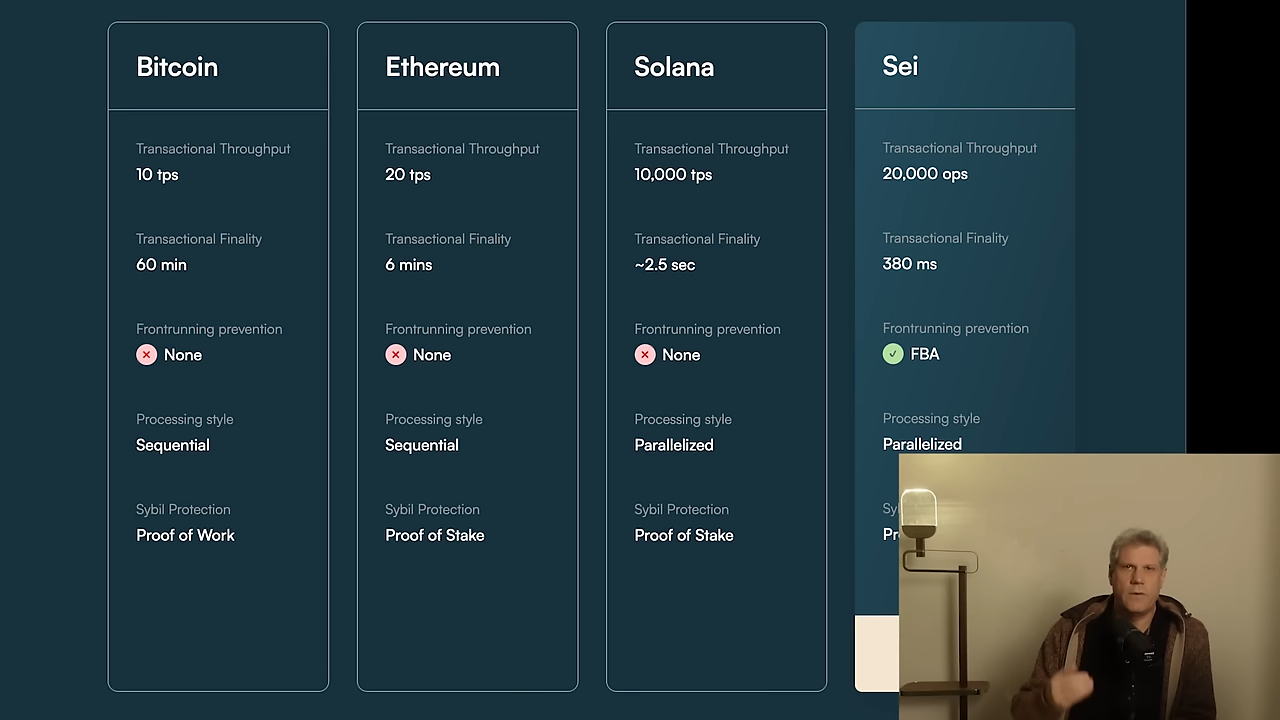 Bitcoin
Transactional Throughput
10 tps
Transactional Finality
60 min
Frontrunning prevention
None
Processing style
Sequential
Sybil Protection
Proof of Work
Ethereum
Transactional Throughput
20 tps
Transactional Finality
6 mins
Frontrunning prevention
None
Processing style
Sequential
Sybil Protection
Proof of Stake
Solana
Transactional Throughput
10,000 tps
Transactional Finality
~2.5 sec
Frontrunning prevention
None
Processing style
Parallelized
Sybil Protection
Proof of Stake
Sei
Transactional Throughput
20,000 ops
Transactional Finality
380 ms
Frontrunning prevention
FBA
Processing style
Parallelized